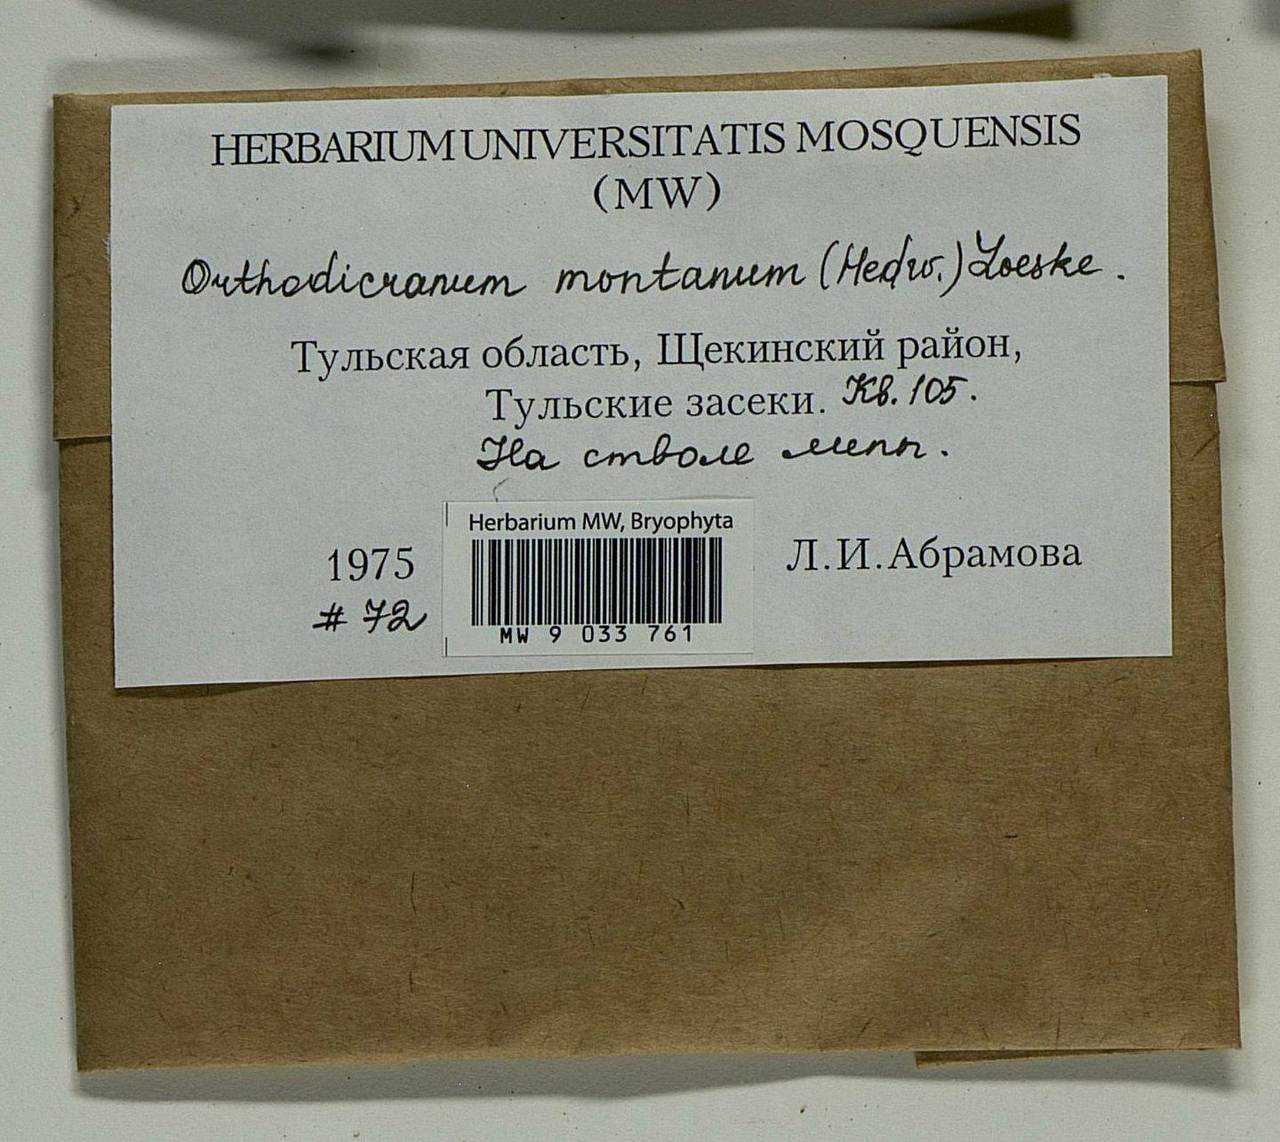 HERBARIUM UNIVERSITATIS MOSQUENSIS
(MW)
Orthodicranum montanum (Hedw.) Loeske.
Тульская область, Щекинский район,
Тульские засеки. Кв. 105.
На стволе липы.
1975
# 72
Herbarium MW, Bryophyta
MW 9 033 761
Л.И.Абрамова